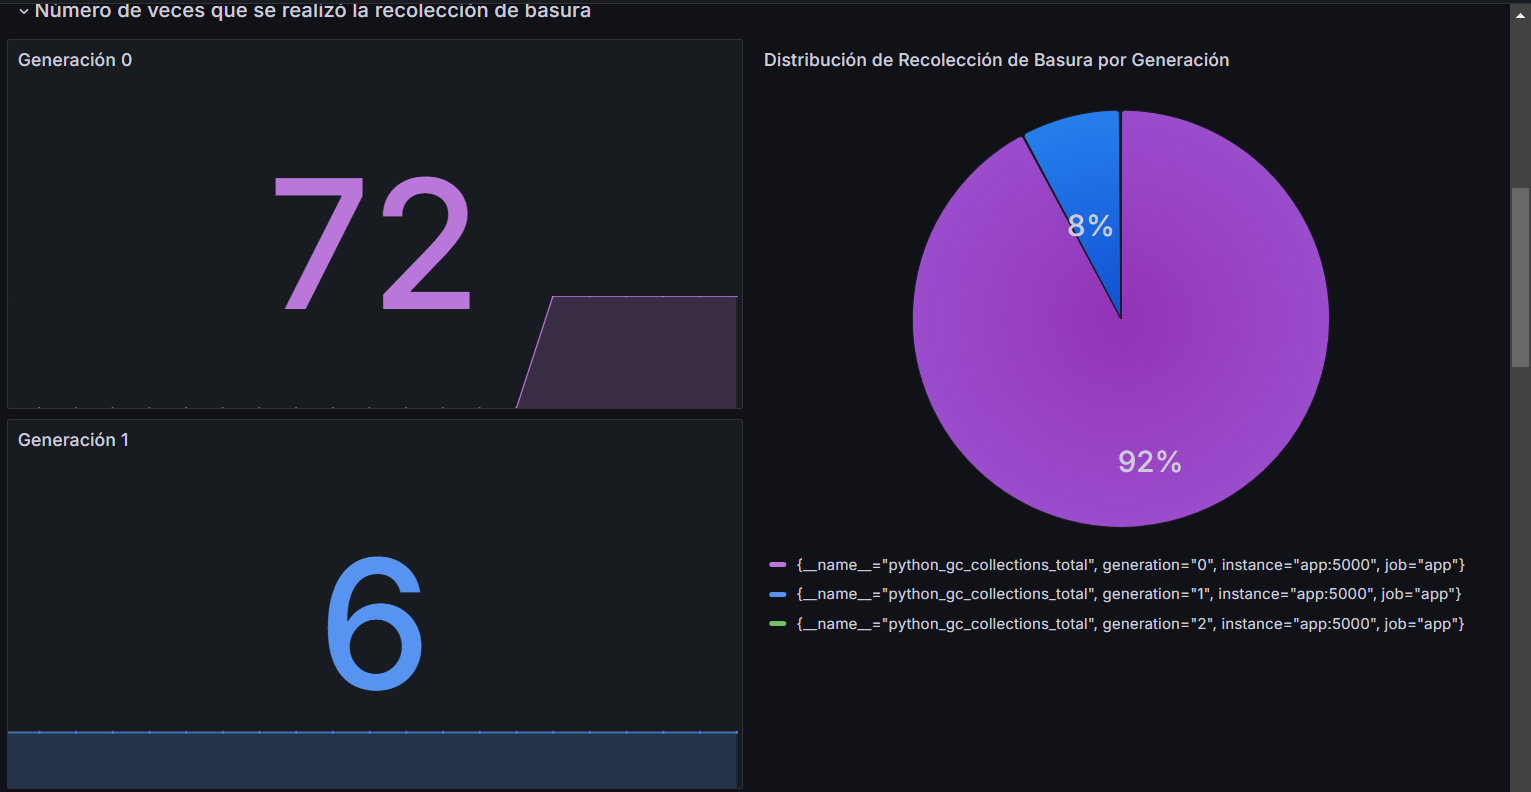 Número de veces que se realizó la recolección de basura
Generación 0
72
Generación 1
6
Distribución de Recolección de Basura por Generación
8%
92%
{__name__="python_gc_collections_total", generation="0", instance="app:5000", job="app"}
{__name__="python_gc_collections_total", generation="1", instance="app:5000", job="app"}
{__name__="python_gc_collections_total", generation="2", instance="app:5000", job="app"}